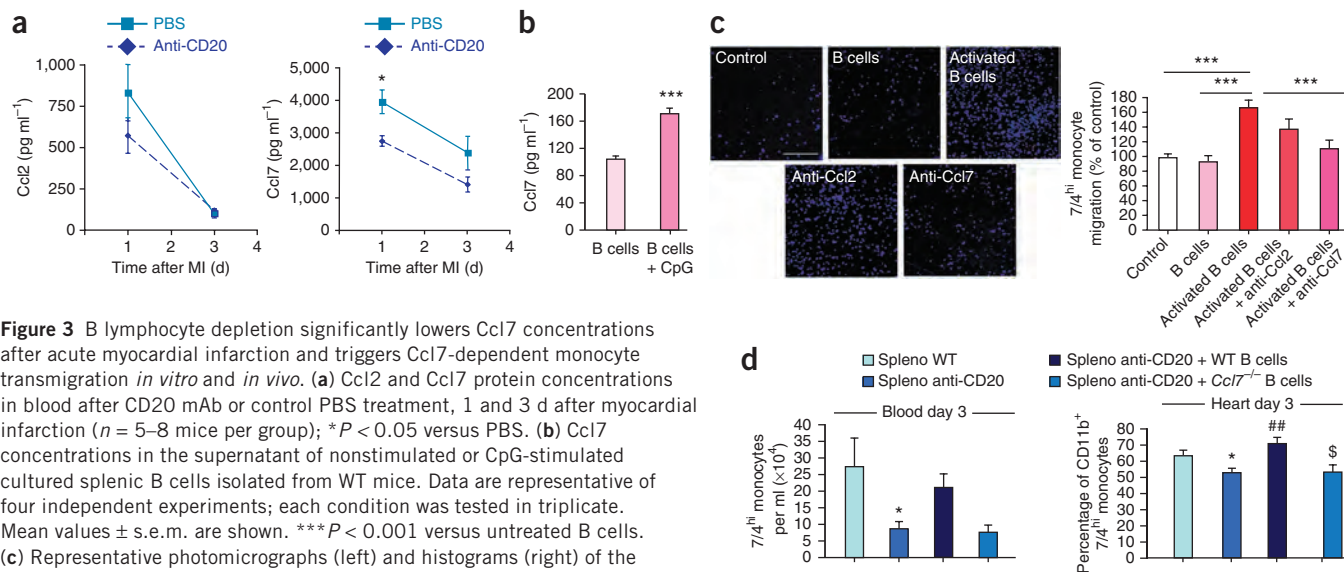 a
PBS
Anti-CD20
1,000
750
500
250
0
Ccl2 (pg ml⁻¹)
1 2 3 4
Time after MI (d)
PBS
Anti-CD20
5,000
4,000
3,000
2,000
1,000
0
Ccl7 (pg ml⁻¹)
*
1 2 3 4
Time after MI (d)
b
200
160
120
80
40
0
Ccl7 (pg ml⁻¹)
***
B cells
B cells
+ CpG
c
Control
B cells
Activated
B cells
Anti-Ccl2
Anti-Ccl7
***
*** ***
180
160
140
120
100
80
60
40
20
0
7/4ʰⁱ monocyte
migration (% of control)
Control
B cells
Activated B cells
Activated B cells
+ anti-Ccl2
Activated B cells
+ anti-Ccl7
Figure 3 B lymphocyte depletion significantly lowers Ccl7 concentrations
after acute myocardial infarction and triggers Ccl7-dependent monocyte
transmigration in vitro and in vivo. (a) Ccl2 and Ccl7 protein concentrations
in blood after CD20 mAb or control PBS treatment, 1 and 3 d after myocardial
infarction (n = 5–8 mice per group); *P < 0.05 versus PBS. (b) Ccl7
concentrations in the supernatant of nonstimulated or CpG-stimulated
cultured splenic B cells isolated from WT mice. Data are representative of
four independent experiments; each condition was tested in triplicate.
Mean values ± s.e.m. are shown. ***P < 0.001 versus untreated B cells.
(c) Representative photomicrographs (left) and histograms (right) of the
d
Spleno WT
Spleno anti-CD20
Spleno anti-CD20 + WT B cells
Spleno anti-CD20 + Ccl7⁻/⁻ B cells
Blood day 3
40
35
30
25
20
15
10
5
0
7/4ʰⁱ monocytes
per ml (×10⁴)
*
Heart day 3
80
70
60
50
40
30
20
10
0
Percentage of CD11b⁺
7/4ʰⁱ monocytes
*
##
$